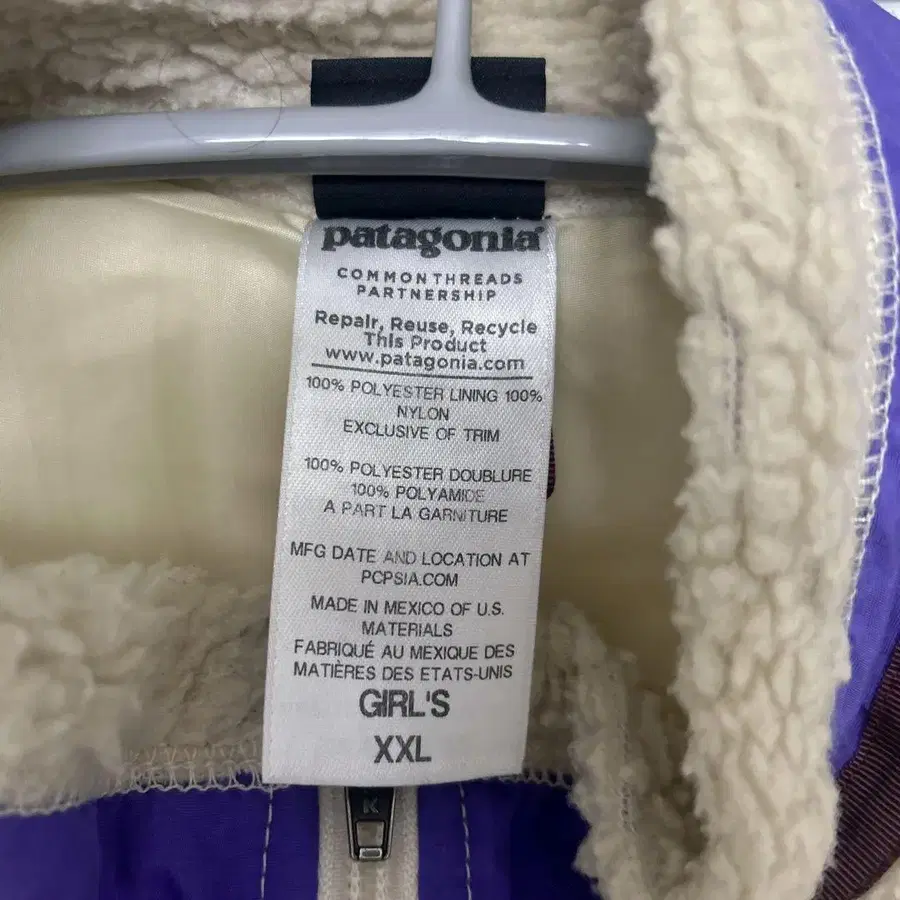 patagonia®
COMMON THREADS
PARTNERSHIP
Repair, Reuse, Recycle
This Product
www.patagonia.com
100% POLYESTER LINING 100%
NYLON
EXCLUSIVE OF TRIM
100% POLYESTER DOUBLURE
100% POLYAMIDE
A PART LA GARNITURE
MFG DATE AND LOCATION AT
PCPSIA.COM
MADE IN MEXICO OF U.S.
MATERIALS
FABRIQUÉ AU MEXIQUE DES
MATIÈRES DES ETATS-UNIS
GIRL'S
XXL
K